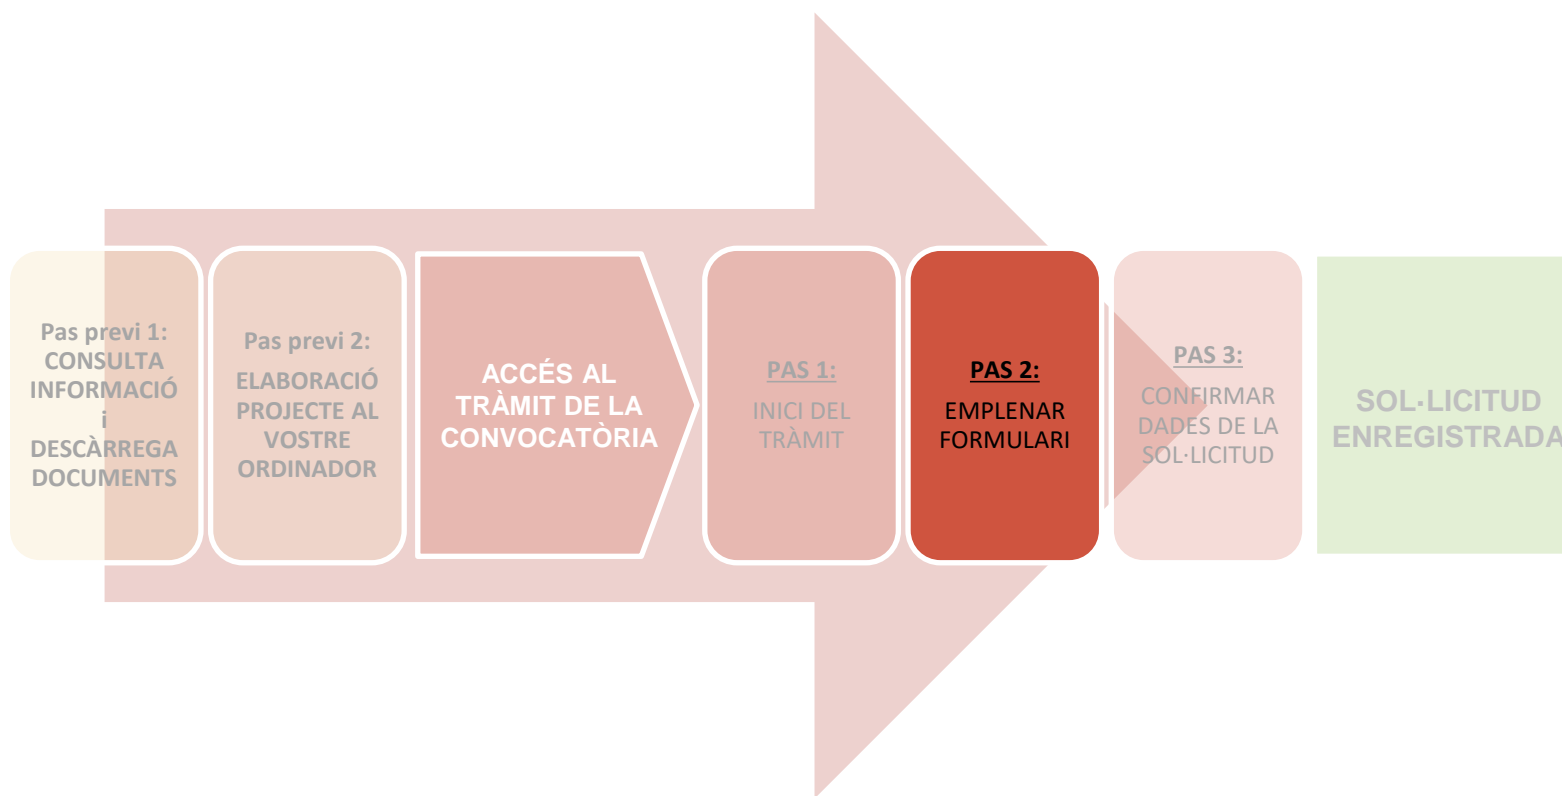 Pas previ 1:
CONSULTA
INFORMACIÓ
i
DESCÀRREGA
DOCUMENTS
Pas previ 2:
ELABORACIÓ
PROJECTE AL
VOSTRE
ORDINADOR
ACCÉS AL
TRÀMIT DE LA
CONVOCATÒRIA
PAS 1:
INICI DEL
TRÀMIT
PAS 2:
EMPLENAR
FORMULARI
PAS 3:
CONFIRMAR
DADES DE LA
SOL·LICITUD
SOL·LICITUD
ENREGISTRADA